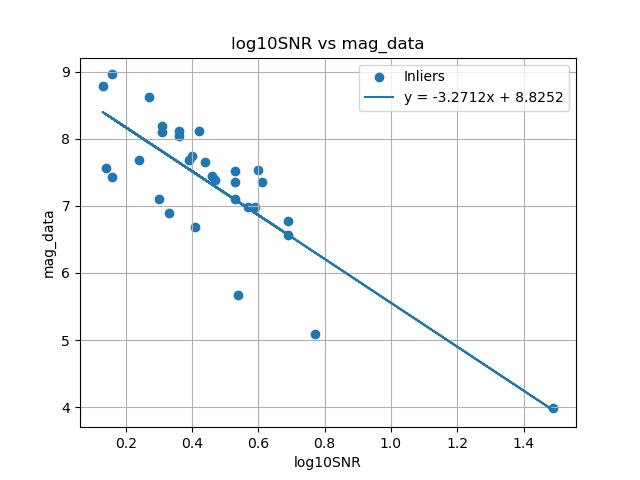 log10SNR vs mag_data
Inliers
y = -3.2712x + 8.8252
9
8
7
6
5
4
mag_data
0.2 0.4 0.6 0.8 1.0 1.2 1.4
log10SNR